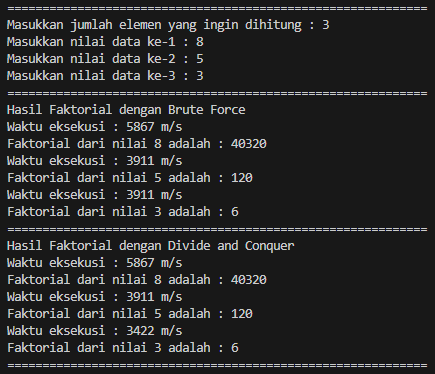 ============================================================
Masukkan jumlah elemen yang ingin dihitung : 3
Masukkan nilai data ke-1 : 8
Masukkan nilai data ke-2 : 5
Masukkan nilai data ke-3 : 3
============================================================
Hasil Faktorial dengan Brute Force
Waktu eksekusi : 5867 m/s
Faktorial dari nilai 8 adalah : 40320
Waktu eksekusi : 3911 m/s
Faktorial dari nilai 5 adalah : 120
Waktu eksekusi : 3911 m/s
Faktorial dari nilai 3 adalah : 6
============================================================
Hasil Faktorial dengan Divide and Conquer
Waktu eksekusi : 5867 m/s
Faktorial dari nilai 8 adalah : 40320
Waktu eksekusi : 3911 m/s
Faktorial dari nilai 5 adalah : 120
Waktu eksekusi : 3422 m/s
Faktorial dari nilai 3 adalah : 6
============================================================